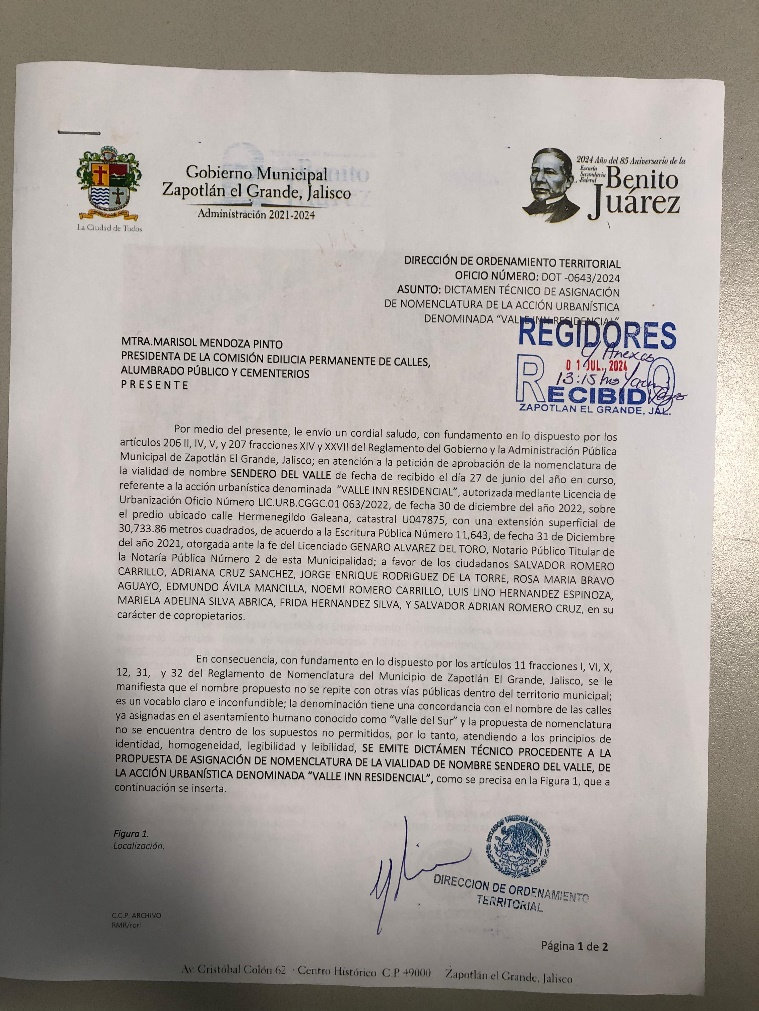 Gobierno Municipal
Zapotlán el Grande, Jalisco
Administración 2021-2024
La Ciudad de Todos
2024 Año del 85 Aniversario de la
Escuela
Secundaria
Federal
Benito
Juárez
DIRECCIÓN DE ORDENAMIENTO TERRITORIAL
OFICIO NÚMERO: DOT -0643/2024
ASUNTO: DICTAMEN TÉCNICO DE ASIGNACIÓN
DE NOMENCLATURA DE LA ACCIÓN URBANÍSTICA
DENOMINADA “VALLE INN RESIDENCIAL”
REGIDORES
c/ Anexos
01 JUL. 2024
13:15 hs
RECIBIDO
ZAPOTLAN EL GRANDE, JAL.
MTRA.MARISOL MENDOZA PINTO
PRESIDENTA DE LA COMISIÓN EDILICIA PERMANENTE DE CALLES,
ALUMBRADO PÚBLICO Y CEMENTERIOS
P R E S E N T E
Por medio del presente, le envío un cordial saludo, con fundamento en lo dispuesto por los
artículos 206 II, IV, V, y 207 fracciones XIV y XXVII del Reglamento del Gobierno y la Administración Pública
Municipal de Zapotlán El Grande, Jalisco; en atención a la petición de aprobación de la nomenclatura de
la vialidad de nombre SENDERO DEL VALLE de fecha de recibido el día 27 de junio del año en curso,
referente a la acción urbanística denominada “VALLE INN RESIDENCIAL”, autorizada mediante Licencia de
Urbanización Oficio Número LIC.URB.CGGC.01 063/2022, de fecha 30 de diciembre del año 2022, sobre
el predio ubicado calle Hermenegildo Galeana, catastral U047875, con una extensión superficial de
30,733.86 metros cuadrados, de acuerdo a la Escritura Pública Número 11,643, de fecha 31 de Diciembre
del año 2021, otorgada ante la fe del Licenciado GENARO ALVAREZ DEL TORO, Notario Público Titular de
la Notaría Pública Número 2 de esta Municipalidad; a favor de los ciudadanos SALVADOR ROMERO
CARRILLO, ADRIANA CRUZ SANCHEZ, JORGE ENRIQUE RODRIGUEZ DE LA TORRE, ROSA MARIA BRAVO
AGUAYO, EDMUNDO ÁVILA MANCILLA, NOEMI ROMERO CARRILLO, LUIS LINO HERNANDEZ ESPINOZA,
MARIELA ADELINA SILVA ABRICA, FRIDA HERNANDEZ SILVA, Y SALVADOR ADRIAN ROMERO CRUZ, en su
carácter de copropietarios.
En consecuencia, con fundamento en lo dispuesto por los artículos 11 fracciones I, VI, X,
12, 31, y 32 del Reglamento de Nomenclatura del Municipio de Zapotlán El Grande, Jalisco, se le
manifiesta que el nombre propuesto no se repite con otras vías públicas dentro del territorio municipal;
es un vocablo claro e inconfundible; la denominación tiene una concordancia con el nombre de las calles
ya asignadas en el asentamiento humano conocido como “Valle del Sur” y la propuesta de nomenclatura
no se encuentra dentro de los supuestos no permitidos, por lo tanto, atendiendo a los principios de
identidad, homogeneidad, legibilidad y leibilidad, SE EMITE DICTÁMEN TÉCNICO PROCEDENTE A LA
PROPUESTA DE ASIGNACIÓN DE NOMENCLATURA DE LA VIALIDAD DE NOMBRE SENDERO DEL VALLE, DE
LA ACCIÓN URBANÍSTICA DENOMINADA “VALLE INN RESIDENCIAL”, como se precisa en la Figura 1, que a
continuación se inserta.
Figura 1.
Localización.
ESTADOS UNIDOS MEXICANOS
DIRECCION DE ORDENAMIENTO
TERRITORIAL
C.C.P. ARCHIVO
RMR/rori
Página 1 de 2
Av. Cristóbal Colón 62 · Centro Histórico C.P. 49000 Zapotlán el Grande, Jalisco